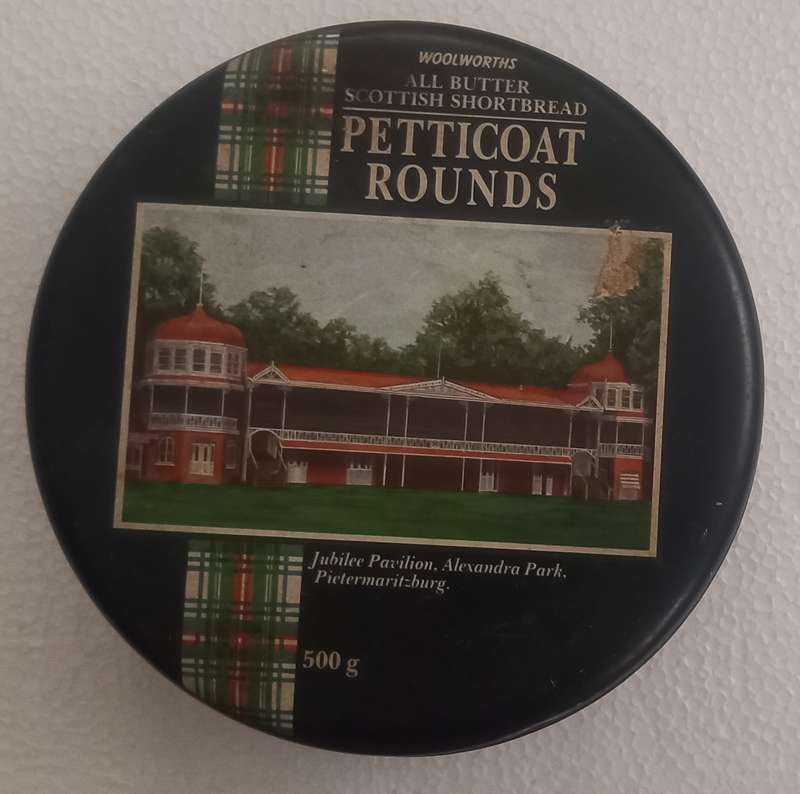 WOOLWORTHS
ALL BUTTER
SCOTTISH SHORTBREAD
PETTICOAT
ROUNDS
Jubilee Pavilion, Alexandra Park,
Pietermaritzburg.
500 g